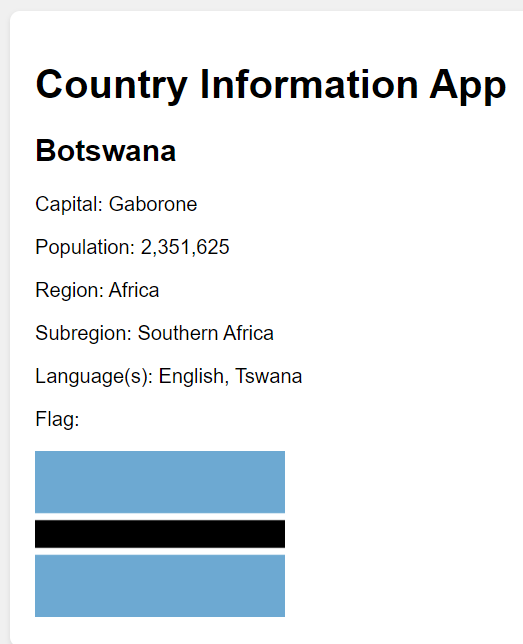 Country Information App
Botswana
Capital: Gaborone
Population: 2,351,625
Region: Africa
Subregion: Southern Africa
Language(s): English, Tswana
Flag: